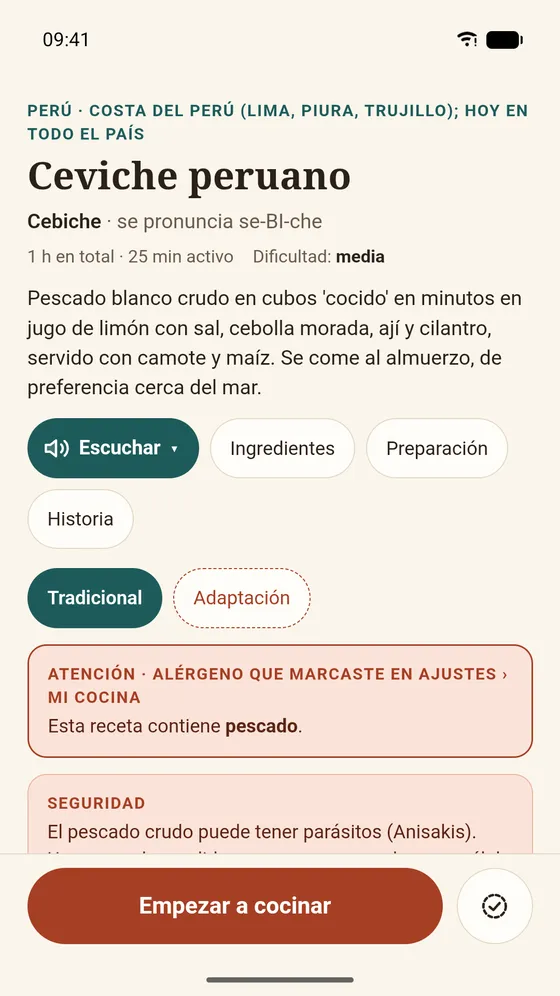 09:41
PERÚ · COSTA DEL PERÚ (LIMA, PIURA, TRUJILLO); HOY EN
TODO EL PAÍS
Ceviche peruano
Cebiche · se pronuncia se-BI-che
1 h en total · 25 min activo Dificultad: media
Pescado blanco crudo en cubos 'cocido' en minutos en
jugo de limón con sal, cebolla morada, ají y cilantro,
servido con camote y maíz. Se come al almuerzo, de
preferencia cerca del mar.
Escuchar ▾ Ingredientes Preparación
Historia
Tradicional Adaptación
ATENCIÓN · ALÉRGENO QUE MARCASTE EN AJUSTES ›
MI COCINA
Esta receta contiene pescado.
SEGURIDAD
El pescado crudo puede tener parásitos (Anisakis).
Empezar a cocinar